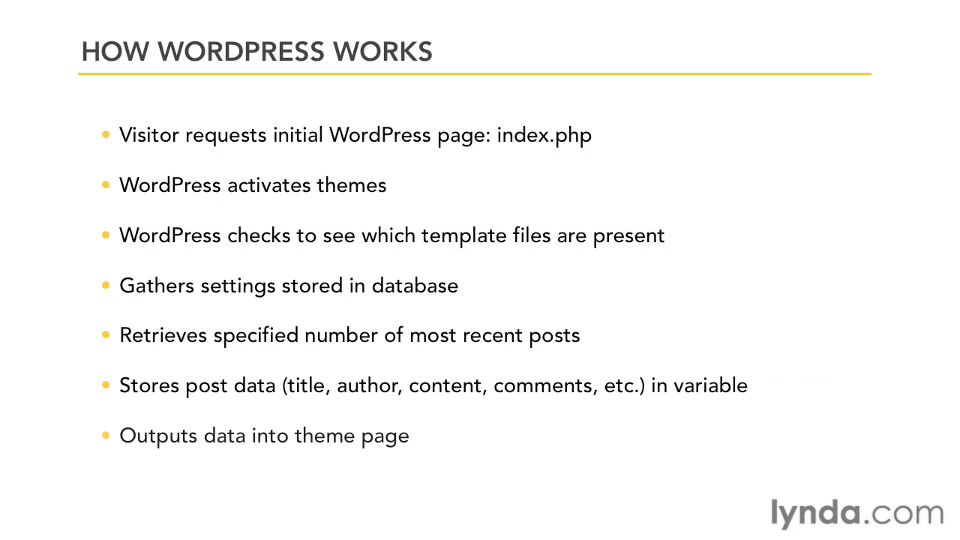 HOW WORDPRESS WORKS
• Visitor requests initial WordPress page: index.php
• WordPress activates themes
• WordPress checks to see which template files are present
• Gathers settings stored in database
• Retrieves specified number of most recent posts
• Stores post data (title, author, content, comments, etc.) in variable
• Outputs data into theme page
lynda.com